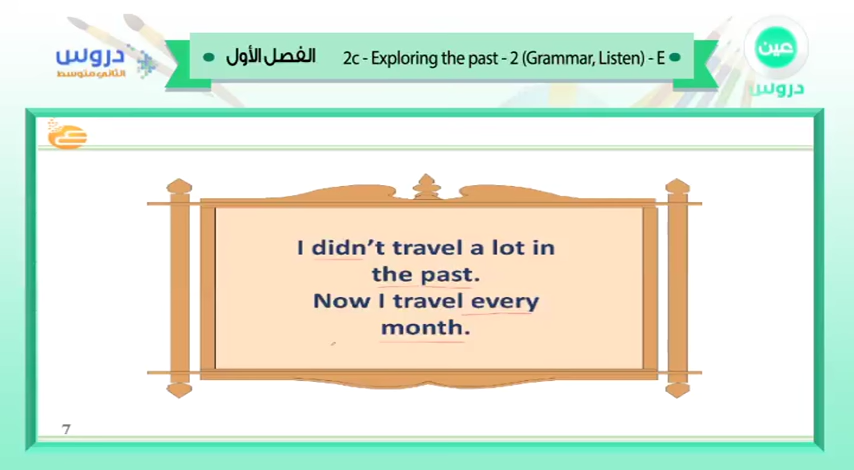 دروس
الثاني متوسط
الفصل الأول
2c - Exploring the past - 2 (Grammar, Listen) - E
عين
دروس
I didn't travel a lot in
the past.
Now I travel every
month.
7